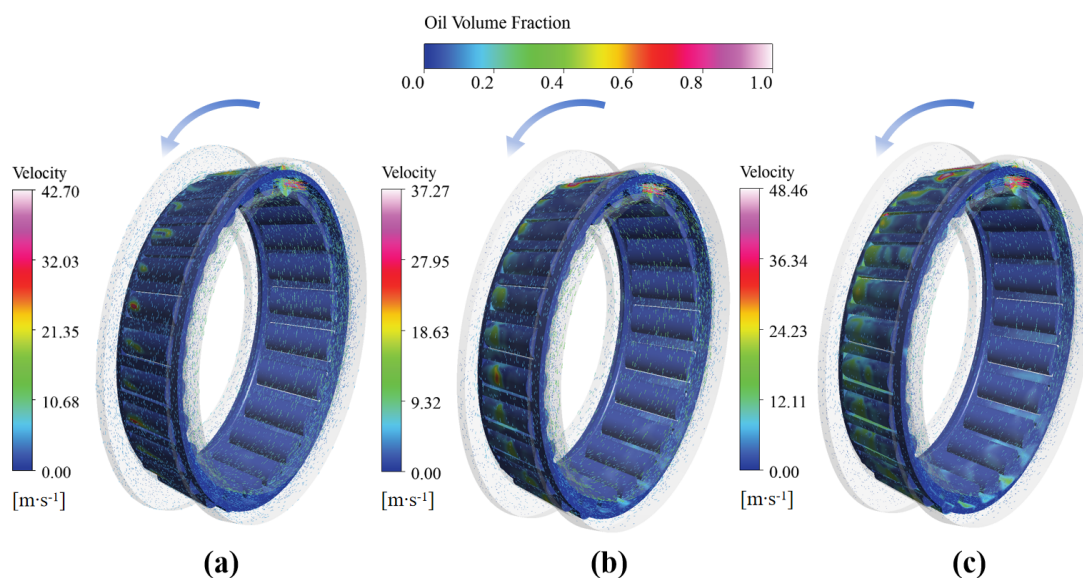 Oil Volume Fraction
0.0 0.2 0.4 0.6 0.8 1.0
Velocity
42.70
32.03
21.35
10.68
0.00
[m·s⁻¹]
(a)
Velocity
37.27
27.95
18.63
9.32
0.00
[m·s⁻¹]
(b)
Velocity
48.46
36.34
24.23
12.11
0.00
[m·s⁻¹]
(c)